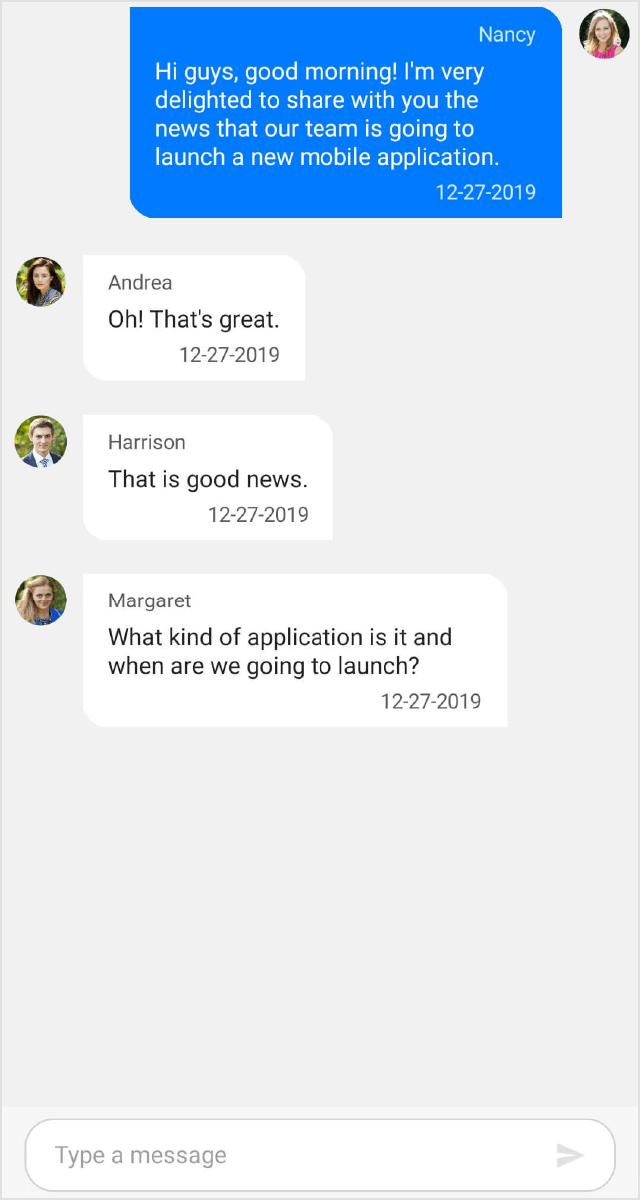 Nancy
Hi guys, good morning! I'm very
delighted to share with you the
news that our team is going to
launch a new mobile application.
12-27-2019
Andrea
Oh! That's great.
12-27-2019
Harrison
That is good news.
12-27-2019
Margaret
What kind of application is it and
when are we going to launch?
12-27-2019
Type a message